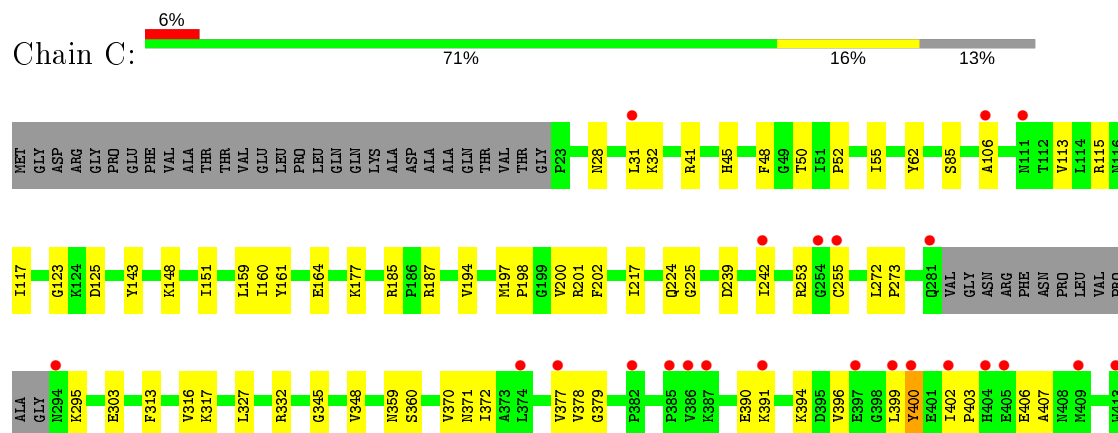 6%
Chain C:
71% 16% 13%
MET GLY ASP ARG GLY PRO GLU PHE VAL ALA THR THR VAL GLU LEU PRO LEU GLN GLN LYS ALA ASP ALA ALA GLN THR VAL THR GLY P23 N28 L31 K32 R41 H45 F48 G49 T50 I51 P52 I55 Y62 S85 A106 N111 T112 V113 L114 R115
I117 G123 K124 D125 Y143 K148 I151 L159 I160 Y161 E164 K177 R185 P186 R187 V194 M197 P198 G199 V200 R201 F202 I217 Q224 G225 D239 I242 R253 G254 C255 L272 P273 Q281 VAL GLY ASN ARG PHE ASN PRO LEU VAL PRO
ALA GLY N294 K295 E303 F313 V316 K317 L327 R332 G345 V348 N359 S360 V370 N371 I372 A373 L374 V377 V378 G379 P382 P385 V386 K387 E390 K391 K394 D395 V396 E397 G398 L399 Y400 E401 I402 P403 H404 E405 E406 A407 N408 M409